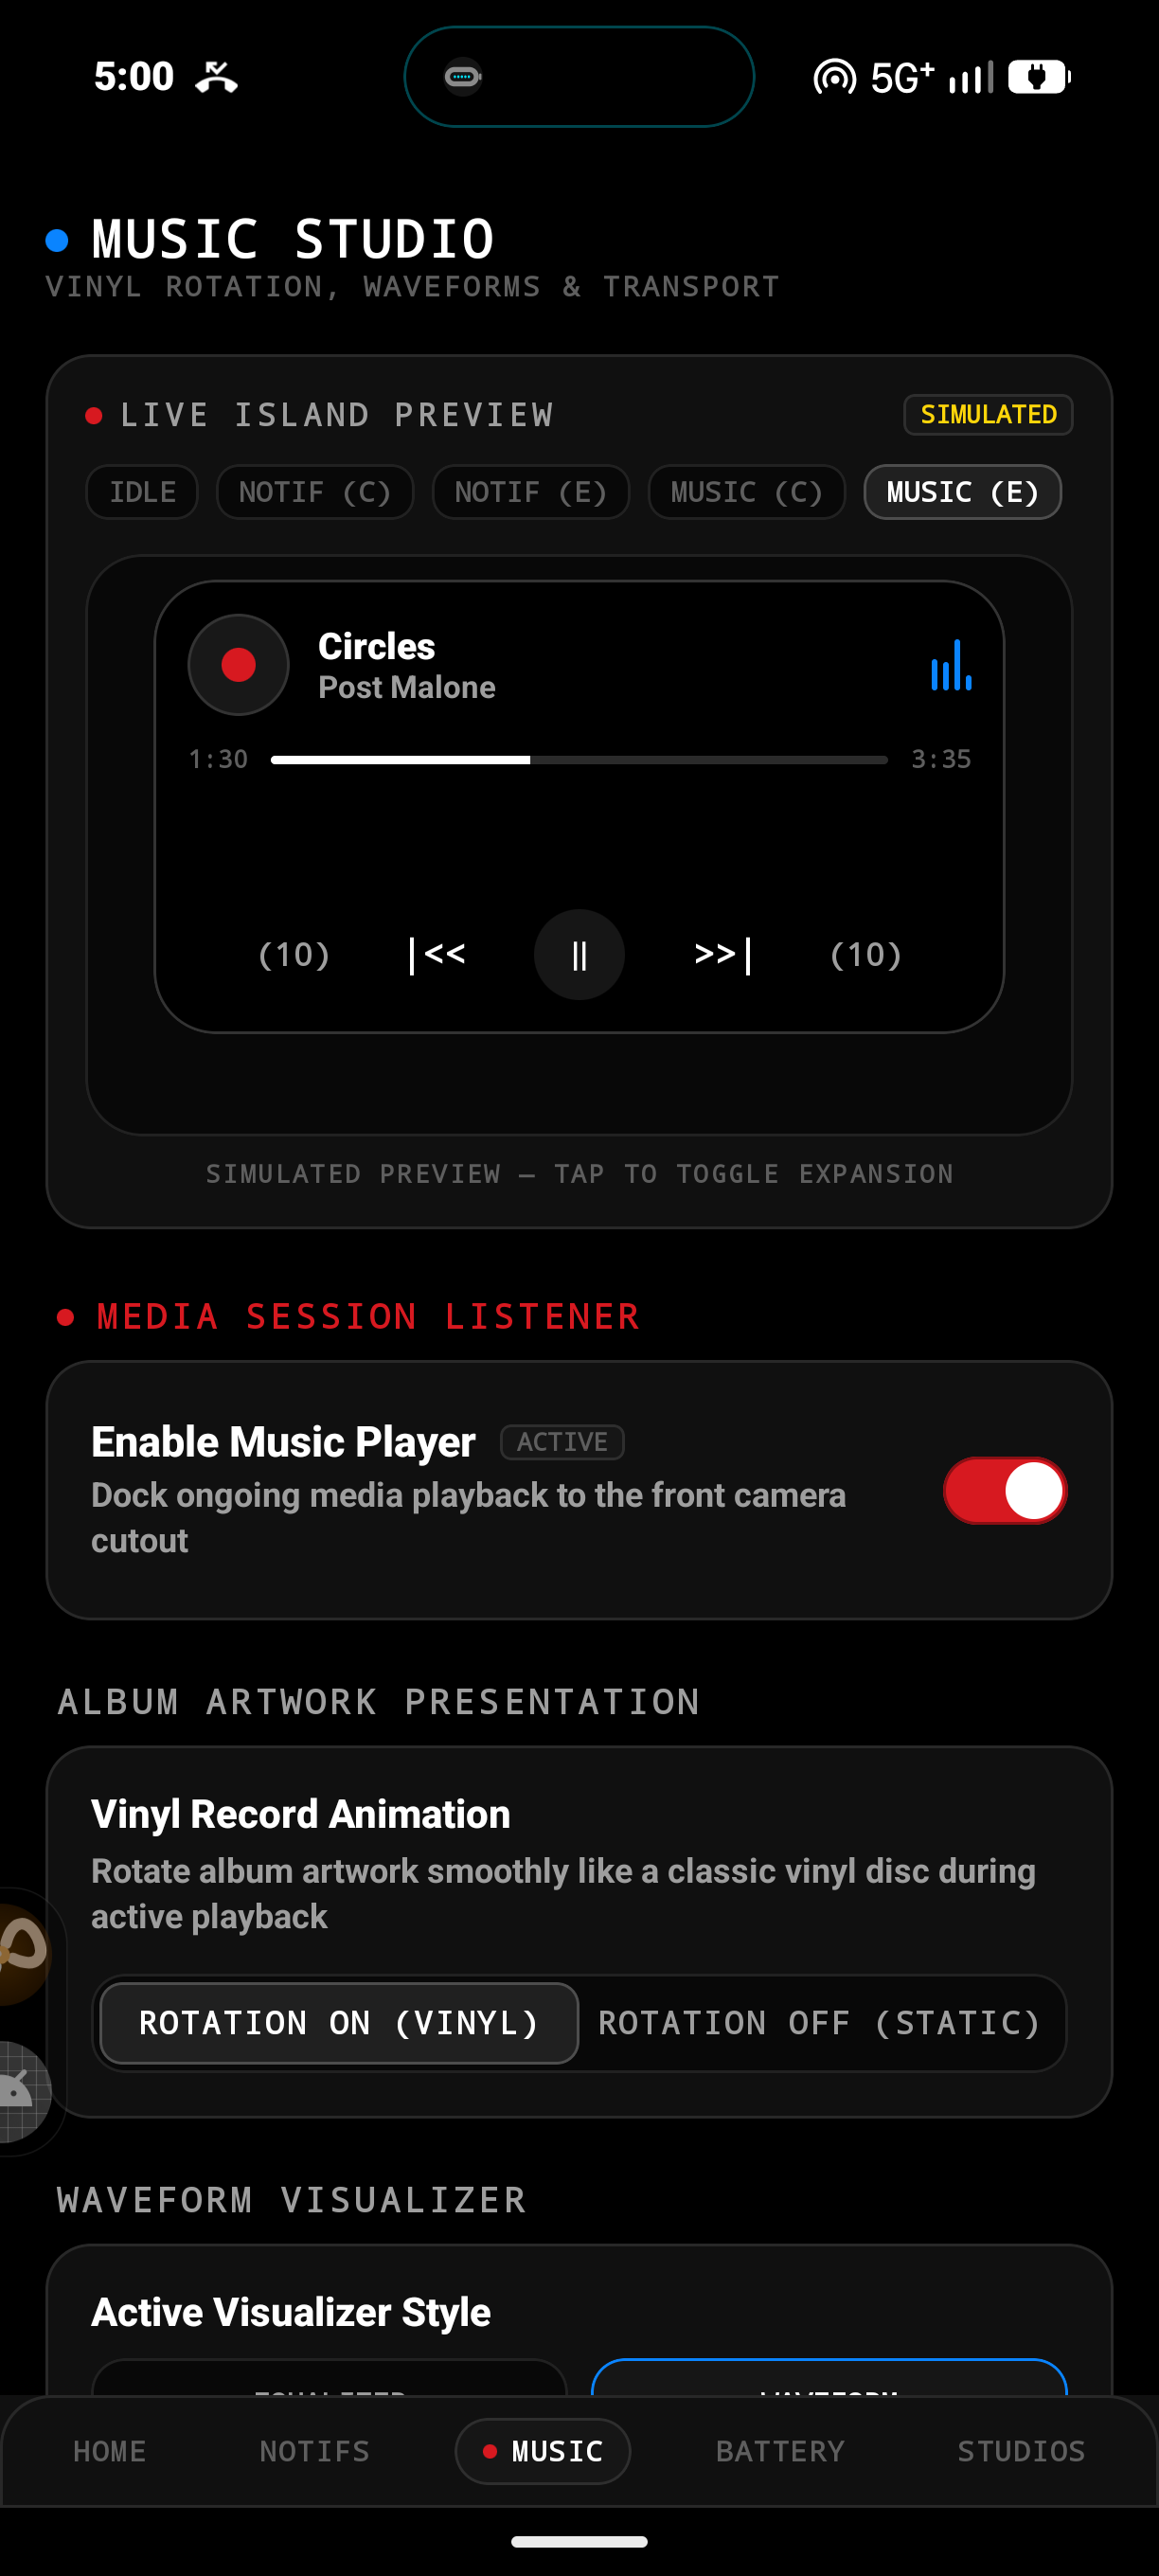 5:00
5G+
MUSIC STUDIO
VINYL ROTATION, WAVEFORMS & TRANSPORT
LIVE ISLAND PREVIEW
SIMULATED
IDLE
NOTIF (C)
NOTIF (E)
MUSIC (C)
MUSIC (E)
Circles
Post Malone
1:30
3:35
(10)
|<<
||
>>|
(10)
SIMULATED PREVIEW — TAP TO TOGGLE EXPANSION
MEDIA SESSION LISTENER
Enable Music Player
ACTIVE
Dock ongoing media playback to the front camera
cutout
ALBUM ARTWORK PRESENTATION
Vinyl Record Animation
Rotate album artwork smoothly like a classic vinyl disc during
active playback
ROTATION ON (VINYL)
ROTATION OFF (STATIC)
WAVEFORM VISUALIZER
Active Visualizer Style
HOME
NOTIFS
MUSIC
BATTERY
STUDIOS